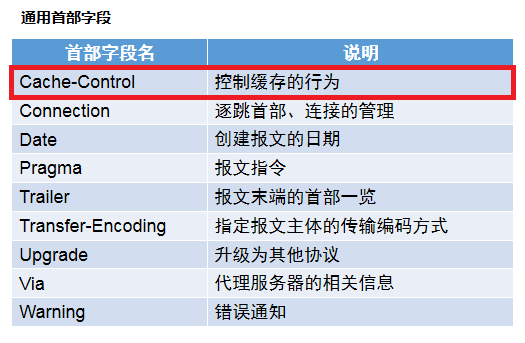 通用首部字段
首部字段名 说明
Cache-Control 控制缓存的行为
Connection 逐跳首部、连接的管理
Date 创建报文的日期
Pragma 报文指令
Trailer 报文末端的首部一览
Transfer-Encoding 指定报文主体的传输编码方式
Upgrade 升级为其他协议
Via 代理服务器的相关信息
Warning 错误通知